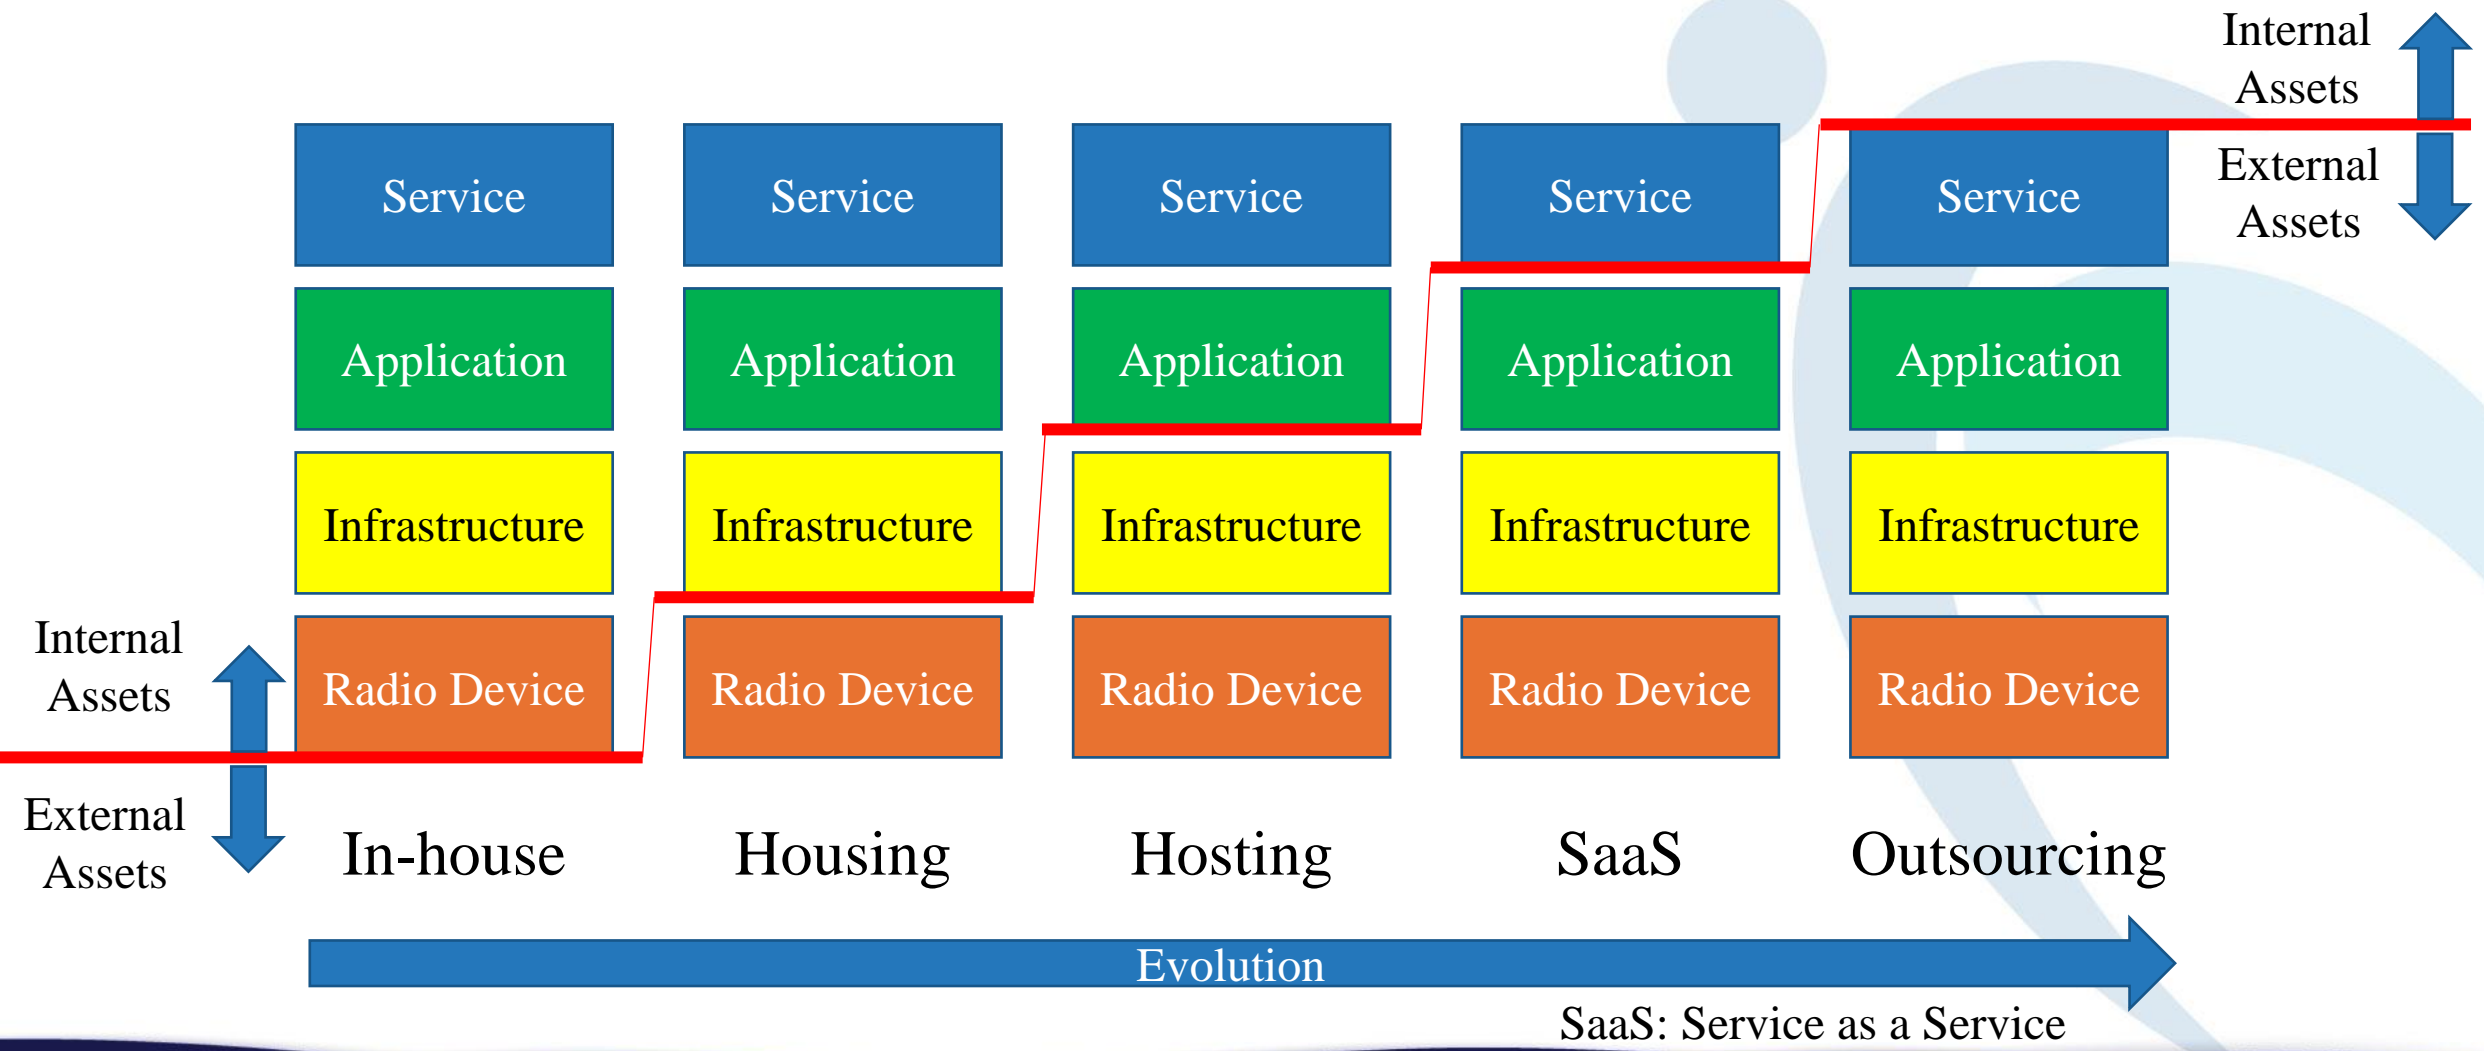 Internal
Assets
External
Assets
Service
Service
Service
Service
Service
Application
Application
Application
Application
Application
Infrastructure
Infrastructure
Infrastructure
Infrastructure
Infrastructure
Internal
Assets
Radio Device
Radio Device
Radio Device
Radio Device
Radio Device
External
Assets
In-house
Housing
Hosting
SaaS
Outsourcing
Evolution
SaaS: Service as a Service